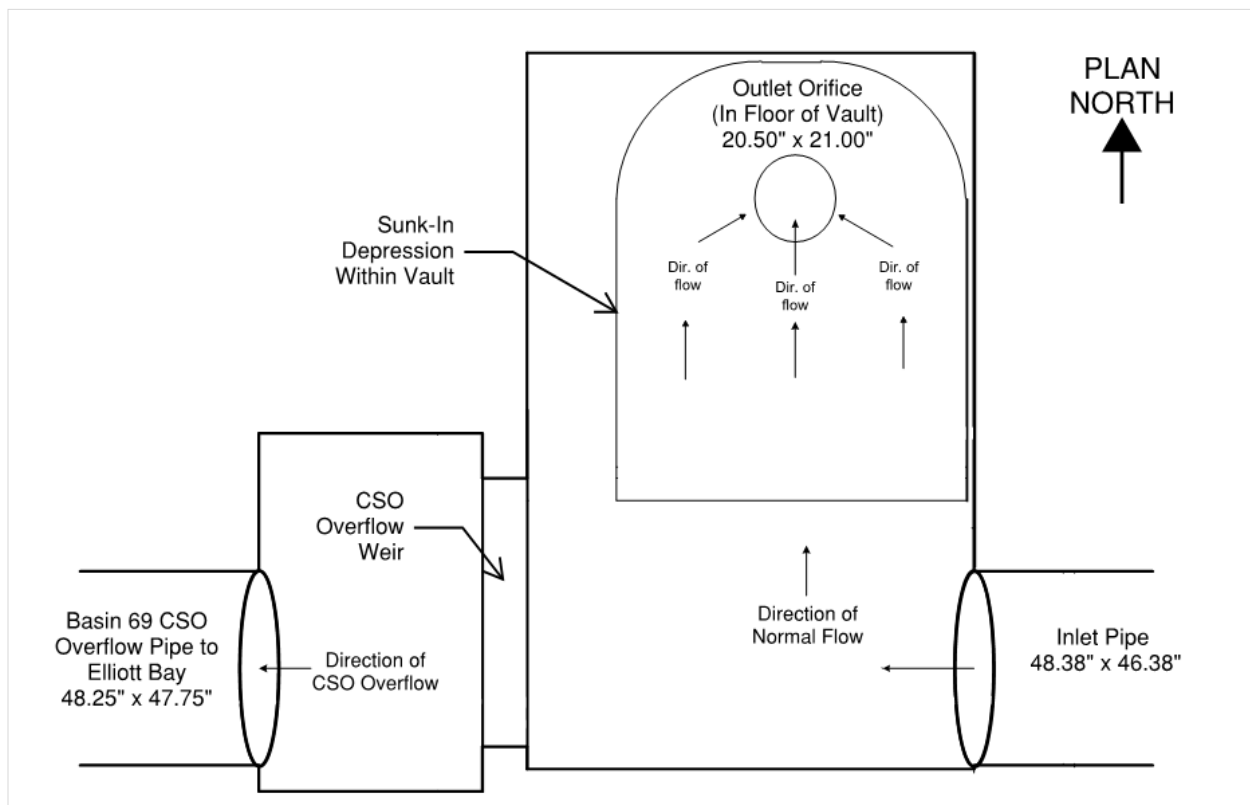 PLAN
NORTH
Outlet Orifice
(In Floor of Vault)
20.50" x 21.00"
Sunk-In
Depression
Within Vault
Dir. of
flow
Dir. of
flow
Dir. of
flow
CSO
Overflow
Weir
Basin 69 CSO
Overflow Pipe to
Elliott Bay
48.25" x 47.75"
Direction of
CSO Overflow
Direction of
Normal Flow
Inlet Pipe
48.38" x 46.38"